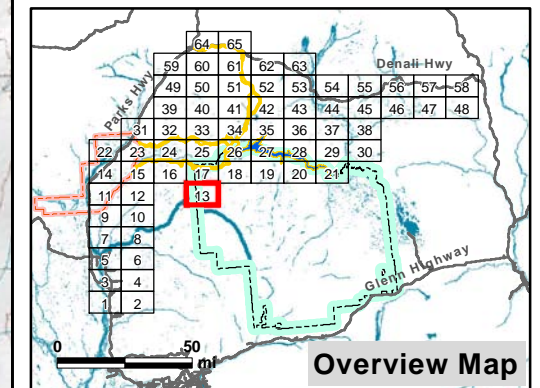 64 65
59 60 61 62 63
Denali Hwy
Parks Hwy
49 50 51 52 53 54 55 56 57 58
39 40 41 42 43 44 45 46 47 48
31 32 33 34 35 36 37 38
22 23 24 25 26 27 28 29 30
14 15 16 17 18 19 20 21
11 12 13
9 10
7 8
5 6
3 4
1 2
Glenn Highway
0 50
mi
Overview Map